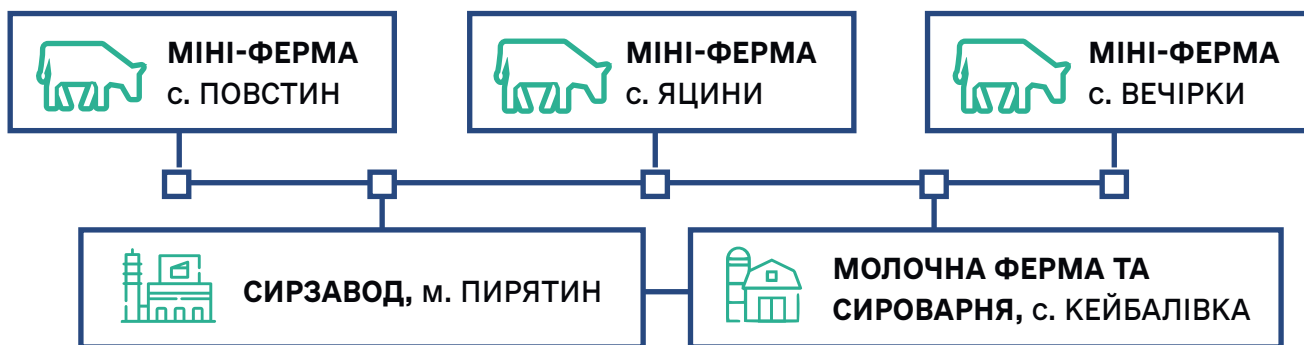 МІНІ-ФЕРМА
с. ПОВСТИН
МІНІ-ФЕРМА
с. ЯЦИНИ
МІНІ-ФЕРМА
с. ВЕЧІРКИ
СИРЗАВОД, м. ПИРЯТИН
МОЛОЧНА ФЕРМА ТА
СИРОВАРНЯ, с. КЕЙБАЛІВКА